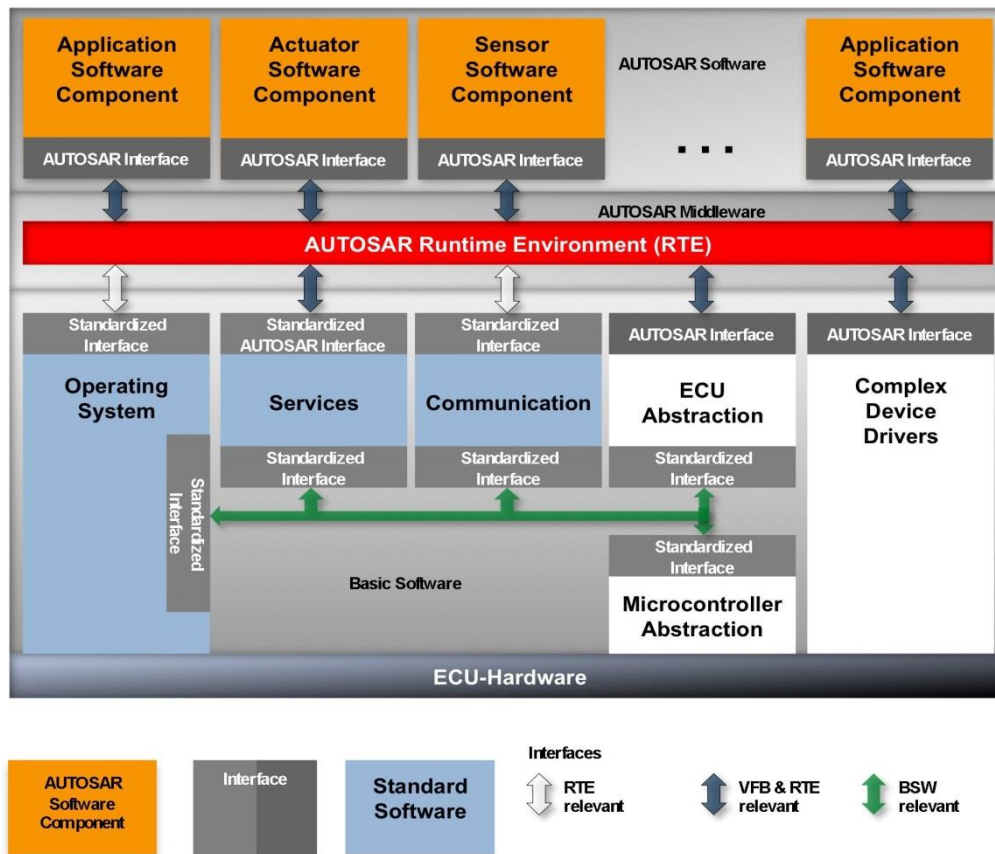 Application
Software
Component
AUTOSAR Interface
Actuator
Software
Component
AUTOSAR Interface
Sensor
Software
Component
AUTOSAR Interface
AUTOSAR Software
. . .
Application
Software
Component
AUTOSAR Interface
AUTOSAR Middleware
AUTOSAR Runtime Environment (RTE)
Standardized
Interface
Operating
System
Standardized
Interface
Standardized
AUTOSAR Interface
Services
Standardized
Interface
Standardized
Interface
Communication
Standardized
Interface
AUTOSAR Interface
ECU
Abstraction
Standardized
Interface
AUTOSAR Interface
Complex
Device
Drivers
Basic Software
Standardized
Interface
Microcontroller
Abstraction
ECU-Hardware
AUTOSAR
Software
Component
Interface
Standard
Software
Interfaces
RTE
relevant
VFB & RTE
relevant
BSW
relevant